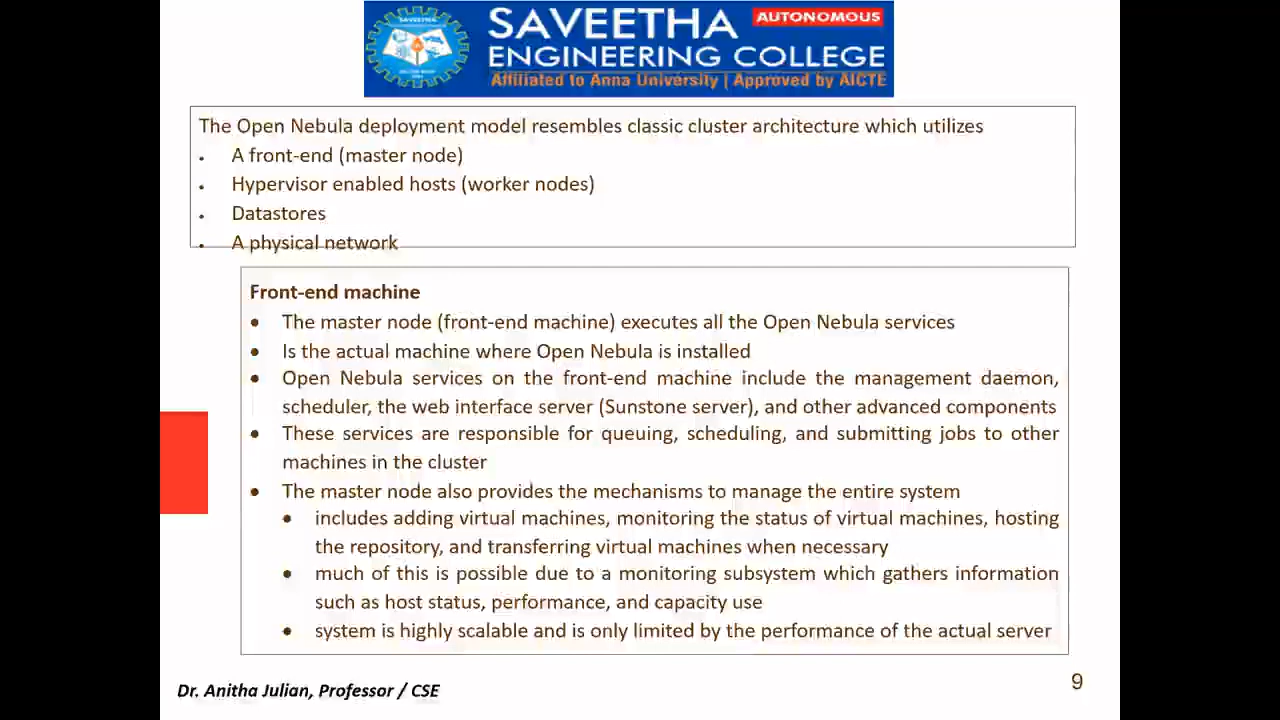 SAVEETHA
AUTONOMOUS
ENGINEERING COLLEGE
Affiliated to Anna University | Approved by AICTE
SAVEETHA
The Open Nebula deployment model resembles classic cluster architecture which utilizes
• A front-end (master node)
• Hypervisor enabled hosts (worker nodes)
• Datastores
• A physical network
Front-end machine
• The master node (front-end machine) executes all the Open Nebula services
• Is the actual machine where Open Nebula is installed
• Open Nebula services on the front-end machine include the management daemon,
scheduler, the web interface server (Sunstone server), and other advanced components
• These services are responsible for queuing, scheduling, and submitting jobs to other
machines in the cluster
• The master node also provides the mechanisms to manage the entire system
• includes adding virtual machines, monitoring the status of virtual machines, hosting
the repository, and transferring virtual machines when necessary
• much of this is possible due to a monitoring subsystem which gathers information
such as host status, performance, and capacity use
• system is highly scalable and is only limited by the performance of the actual server
Dr. Anitha Julian, Professor / CSE
9